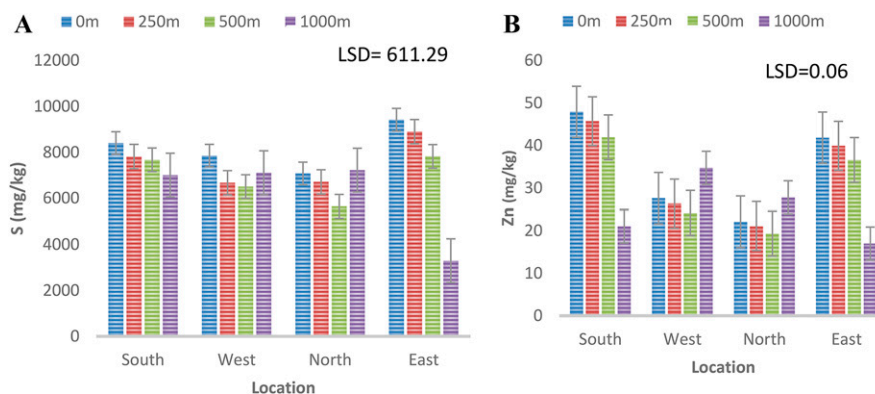 A
0m 250m 500m 1000m
LSD= 611.29
12000
10000
8000
6000
4000
2000
0
S (mg/kg)
South West North East
Location
B
0m 250m 500m 1000m
LSD=0.06
60
50
40
30
20
10
0
Zn (mg/kg)
South West North East
Location